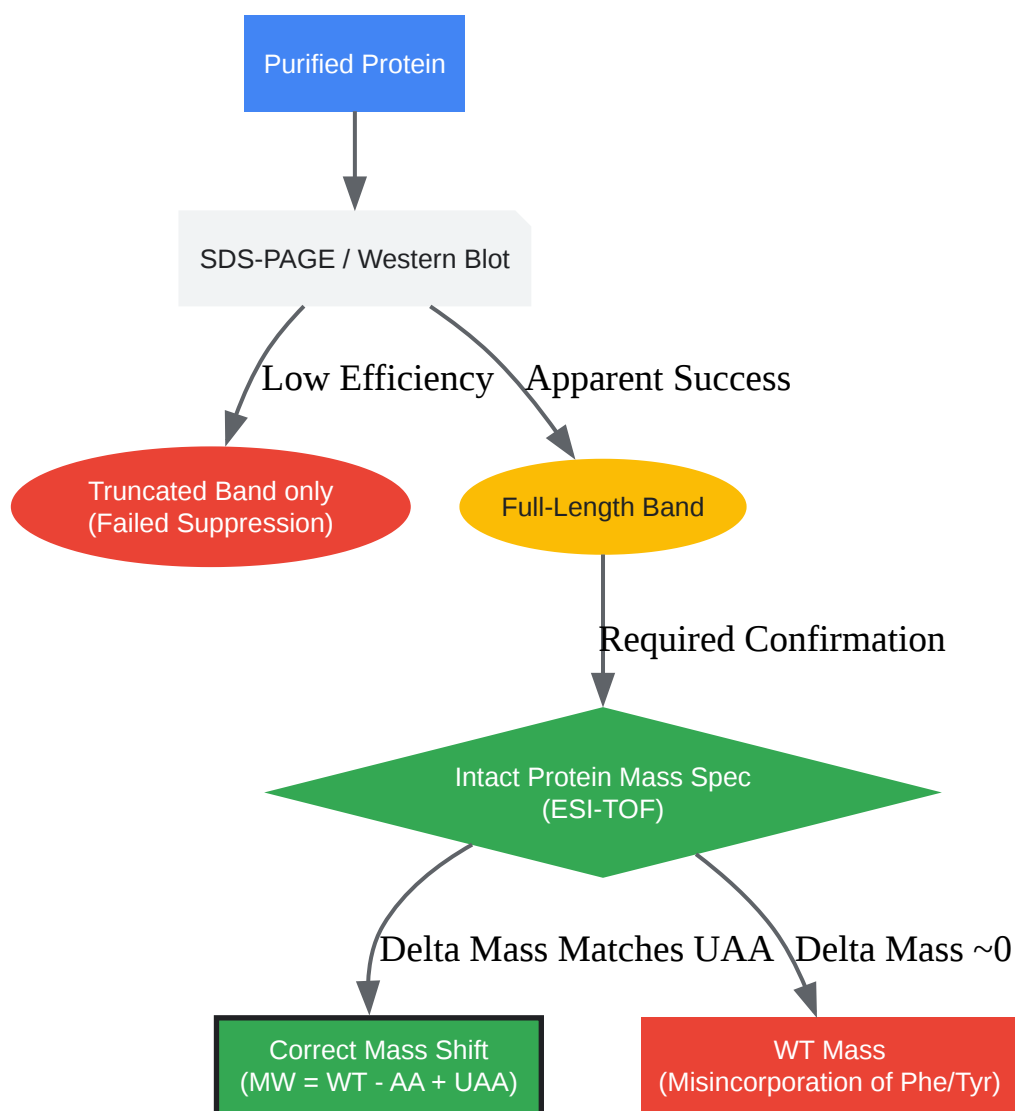 Purified Protein
SDS-PAGE / Western Blot
Low Efficiency
Apparent Success
Truncated Band only
(Failed Suppression)
Full-Length Band
Required Confirmation
Intact Protein Mass Spec
(ESI-TOF)
Delta Mass Matches UAA
Delta Mass ~0
Correct Mass Shift
(MW = WT - AA + UAA)
WT Mass
(Misincorporation of Phe/Tyr)